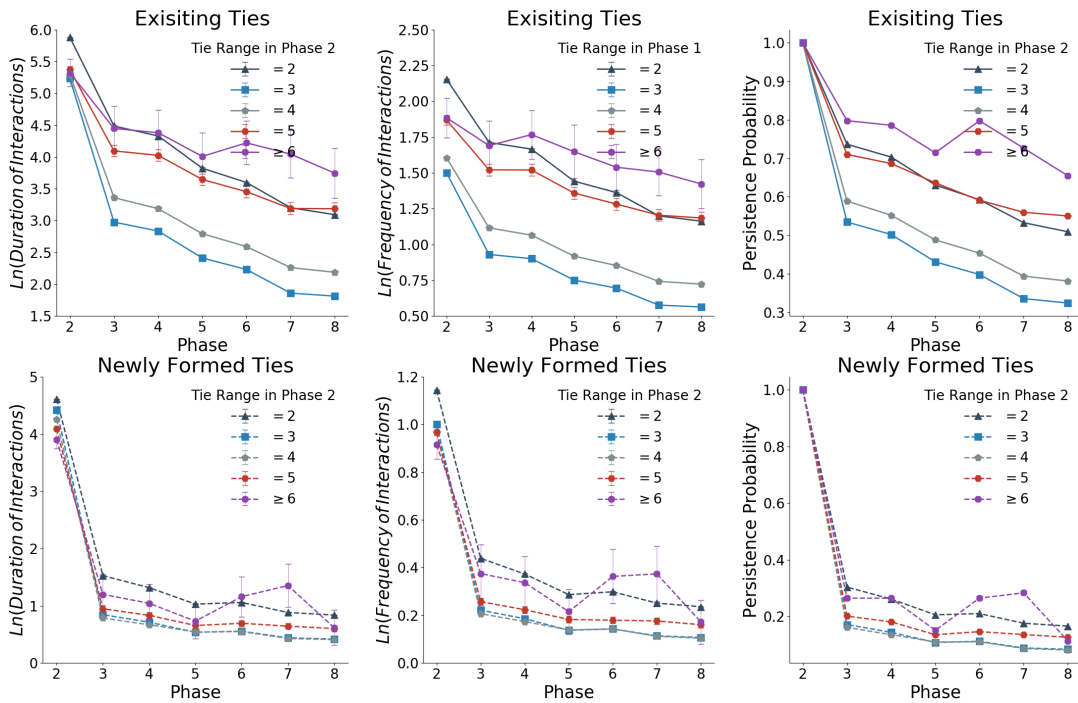 Exisiting Ties
Ln(Duration of Interactions)
6.0
5.5
5.0
4.5
4.0
3.5
3.0
2.5
2.0
1.5
Tie Range in Phase 2
= 2
= 3
= 4
= 5
≥ 6
2 3 4 5 6 7 8
Phase
Exisiting Ties
Ln(Frequency of Interactions)
2.50
2.25
2.00
1.75
1.50
1.25
1.00
0.75
0.50
Tie Range in Phase 1
= 2
= 3
= 4
= 5
≥ 6
2 3 4 5 6 7 8
Phase
Exisiting Ties
Persistence Probability
1.0
0.9
0.8
0.7
0.6
0.5
0.4
0.3
Tie Range in Phase 2
= 2
= 3
= 4
= 5
≥ 6
2 3 4 5 6 7 8
Phase
Newly Formed Ties
Ln(Duration of Interactions)
5
4
3
2
1
0
Tie Range in Phase 2
= 2
= 3
= 4
= 5
≥ 6
2 3 4 5 6 7 8
Phase
Newly Formed Ties
Ln(Frequency of Interactions)
1.2
1.0
0.8
0.6
0.4
0.2
0.0
Tie Range in Phase 2
= 2
= 3
= 4
= 5
≥ 6
2 3 4 5 6 7 8
Phase
Newly Formed Ties
Persistence Probability
1.0
0.8
0.6
0.4
0.2
Tie Range in Phase 2
= 2
= 3
= 4
= 5
≥ 6
2 3 4 5 6 7 8
Phase